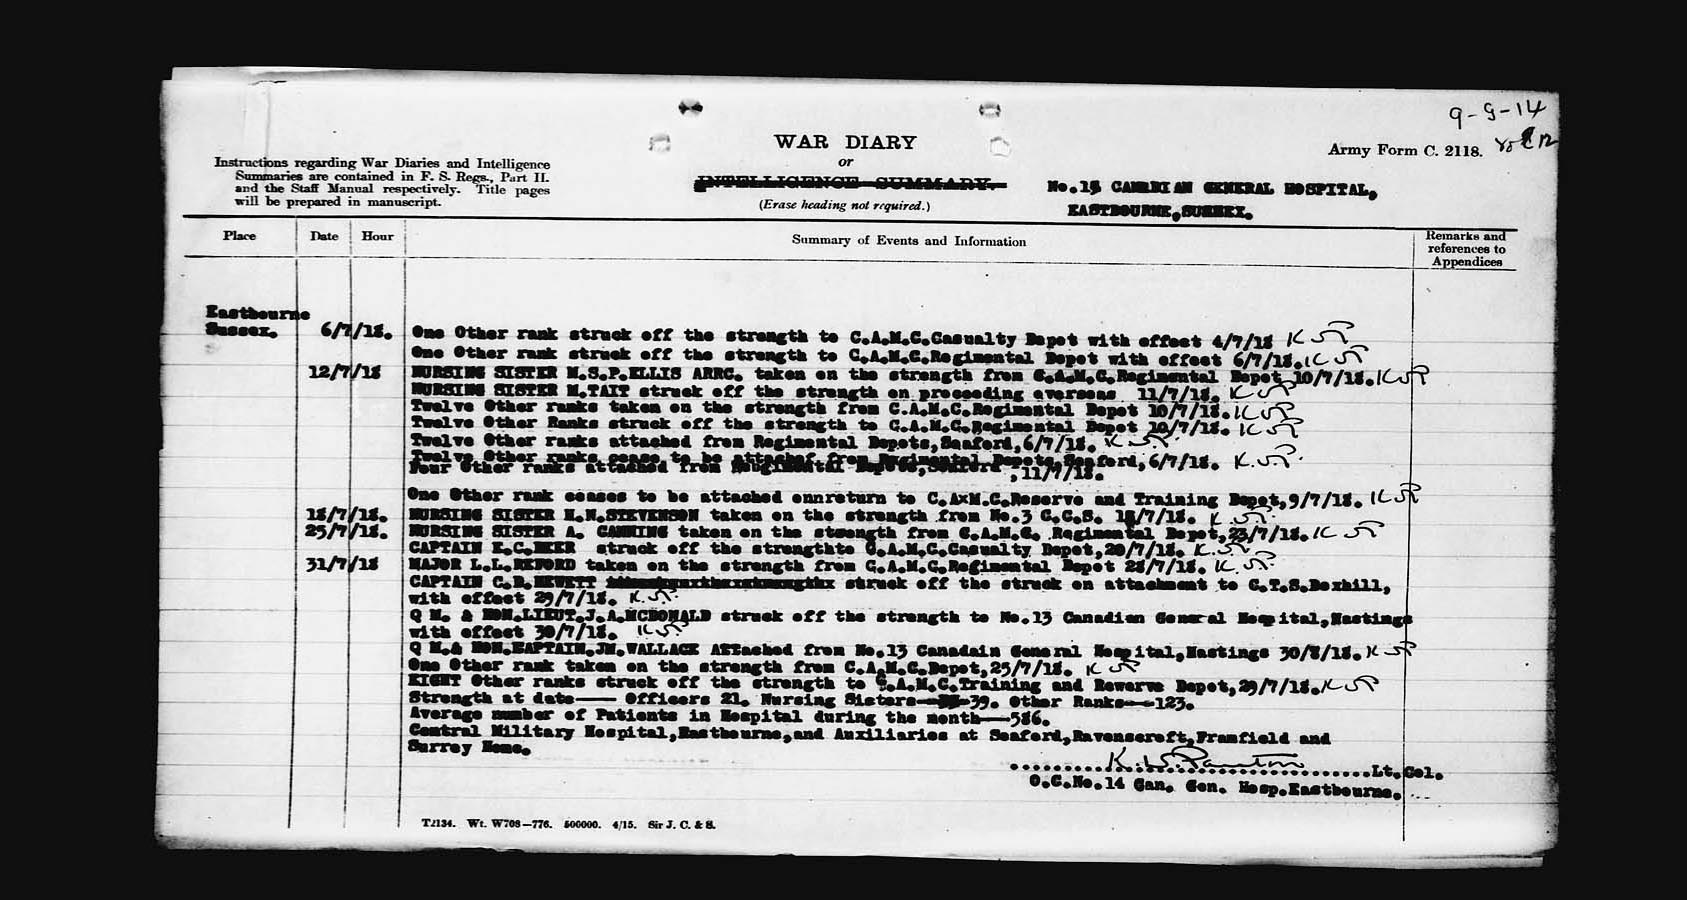 9-9-14
Vol 12
WAR DIARY
or
INTELLIGENCE SUMMARY.
(Erase heading not required.)
Instructions regarding War Diaries and Intelligence
Summaries are contained in F. S. Regs., Part II.
and the Staff Manual respectively. Title pages
will be prepared in manuscript.
Army Form C. 2118.
CANADIAN GENERAL HOSPITAL,
EASTBOURNE,SUSSEX.
Place Date Hour Summary of Events and Information Remarks and
references to
Appendices
Eastbourne
Sussex. 6/7/18. One Other rank struck off the strength to C.A.M.C.Casualty Depot with effect 4/7/18
One Other rank struck off the strength to C.A.M.C.Regimental Depot with effect 6/7/18.
12/7/18 NURSING SISTER M.S.P.ELLIS ARRC. taken on the strength from C.A.M.C.Regimental Depot 10/7/18.
NURSING SISTER M.TAIT struck off the strength on proceeding overseas 11/7/18.
Twelve Other ranks taken on the strength from C.A.M.C.Regimental Depot 10/7/18.
Twelve Other Ranks struck off the strength to C.A.M.C.Regimental Depot 10/7/18.
Twelve Other ranks attached from Regimental Depots,Seaford,6/7/18.
Twelve Other ranks cease to be attached from Regimental Depots,Seaford,6/7/18.
Four Other ranks attached from Regimental Depots,Seaford ,11/7/18.
One Other rank ceases to be attached onnreturn to C.AxM.C.Reserve and Training Depot,9/7/18.
18/7/18. NURSING SISTER STEVENSON taken on the strength from No.3 C.C.S. 18/7/18.
25/7/18. NURSING SISTER A. CANNING taken on the strength from C.A.M.C. Regimental Depot,23/7/18.
CAPTAIN struck off the strengthto C.A.M.C.Casualty Depot,20/7/18.
31/7/18 MAJOR L.L.REFORD taken on the strength from C.A.M.C.Regimental Depot 28/7/18.
CAPTAIN C.D. HEWETT struck off the struck on attachment to C.T.S.Bexhill,
with effect 29/7/18.
Q M. & HON.LIEUT.J.A.MCDONALD struck off the strength to No.13 Canadian General Hospital,Hastings
with effect 30/7/18.
Q M.& WALLACE ATtached from No.13 Canadain General Hospital,Hastings 30/8/18.
One Other rank taken on the strength from C.A.M.C.Depot,25/7/18.
EIGHT Other ranks struck off the strength to C.A.M.C.Training and Reserve Depot,29/7/18.
Strength at date—— Officers 21. Nursing Sisters 39. Other Ranks——123.
Average number of Patients in Hospital during the month——586.
Central Military Hospital,Eastbourne,and Auxiliaries at Seaford,Ravenscroft,Framfield and
Surrey House.
Lt.Col.
O.C.No.14 Can. Gen. Hosp.Eastbourne.
T2134. Wt. W708—776. 500000. 4/15. Sir J. C. & S.